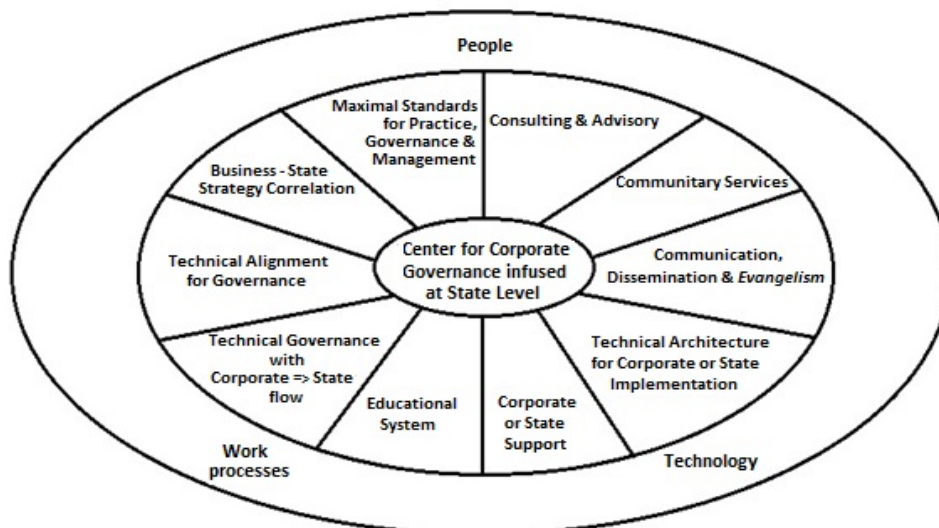 People
Maximal Standards
for Practice,
Governance &
Management
Consulting & Advisory
Business - State
Strategy Correlation
Communitary Services
Center for Corporate
Governance infused
at State Level
Technical Alignment
for Governance
Communication,
Dissemination & Evangelism
Technical Governance
with
Corporate => State
flow
Technical Architecture
for Corporate or State
Implementation
Educational
System
Corporate
or State
Support
Work
processes
Technology